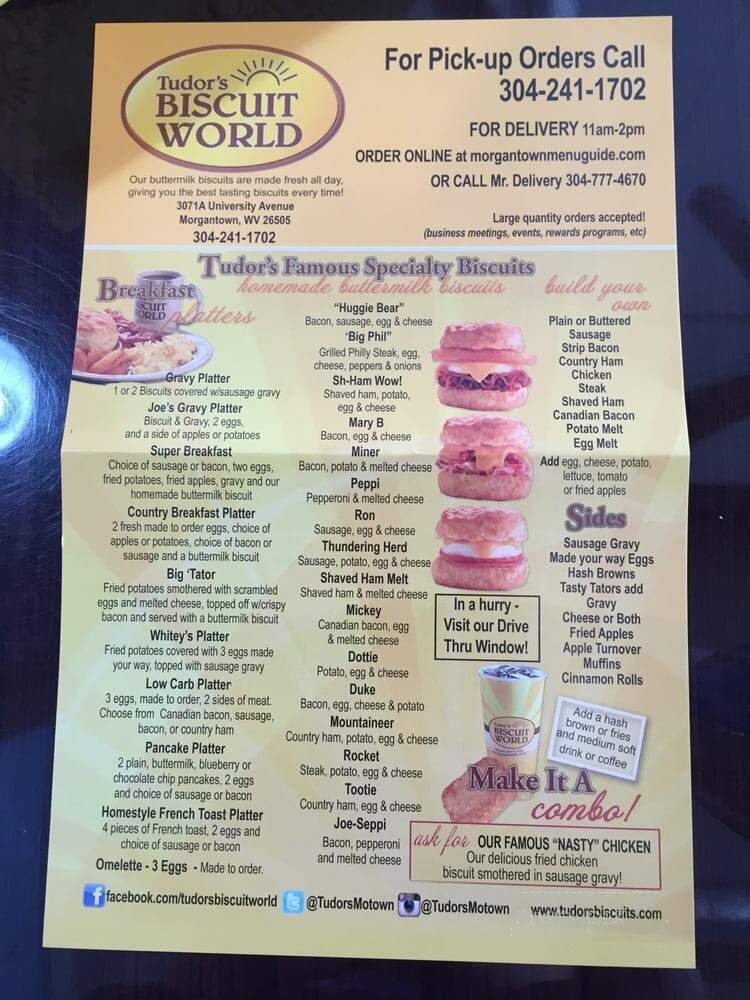 Tudor's
BISCUIT
WORLD
Our buttermilk biscuits are made fresh all day,
giving you the best tasting biscuits every time!
3071A University Avenue
Morgantown, WV 26505
304-241-1702
For Pick-up Orders Call
304-241-1702
FOR DELIVERY 11am-2pm
ORDER ONLINE at morgantownmenuguide.com
OR CALL Mr. Delivery 304-777-4670
Large quantity orders accepted!
(business meetings, events, rewards programs, etc)
Tudor's Famous Specialty Biscuits
homemade buttermilk biscuits
Breakfast
platters
BISCUIT
WORLD
Gravy Platter
1 or 2 Biscuits covered w/sausage gravy
Joe's Gravy Platter
Biscuit & Gravy, 2 eggs,
and a side of apples or potatoes
Super Breakfast
Choice of sausage or bacon, two eggs,
fried potatoes, fried apples, gravy and our
homemade buttermilk biscuit
Country Breakfast Platter
2 fresh made to order eggs, choice of
apples or potatoes, choice of bacon or
sausage and a buttermilk biscuit
Big 'Tator
Fried potatoes smothered with scrambled
eggs and melted cheese, topped off w/crispy
bacon and served with a buttermilk biscuit
Whitey's Platter
Fried potatoes covered with 3 eggs made
your way, topped with sausage gravy
Low Carb Platter
3 eggs, made to order, 2 sides of meat.
Choose from Canadian bacon, sausage,
bacon, or country ham
Pancake Platter
2 plain, buttermilk, blueberry or
chocolate chip pancakes, 2 eggs
and choice of sausage or bacon
Homestyle French Toast Platter
4 pieces of French toast, 2 eggs and
choice of sausage or bacon
Omelette - 3 Eggs - Made to order.
"Huggie Bear"
Bacon, sausage, egg & cheese
"Big Phil"
Grilled Philly Steak, egg,
cheese, peppers & onions
Sh-Ham Wow!
Shaved ham, potato,
egg & cheese
Mary B
Bacon, egg & cheese
Miner
Bacon, potato & melted cheese
Peppi
Pepperoni & melted cheese
Ron
Sausage, egg & cheese
Thundering Herd
Sausage, potato, egg & cheese
Shaved Ham Melt
Shaved ham & melted cheese
Mickey
Canadian bacon, egg
& melted cheese
Dottie
Potato, egg & cheese
Duke
Bacon, egg, cheese & potato
Mountaineer
Country ham, potato, egg & cheese
Rocket
Steak, potato, egg & cheese
Tootie
Country ham, egg & cheese
Joe-Seppi
Bacon, pepperoni
and melted cheese
build your
own
Plain or Buttered
Sausage
Strip Bacon
Country Ham
Chicken
Steak
Shaved Ham
Canadian Bacon
Potato Melt
Egg Melt
Add egg, cheese, potato,
lettuce, tomato
or fried apples
Sides
Sausage Gravy
Made your way Eggs
Hash Browns
Tasty Tators add
Gravy
Cheese or Both
Fried Apples
Apple Turnover
Muffins
Cinnamon Rolls
In a hurry -
Visit our Drive
Thru Window!
Tudor's
BISCUIT
WORLD
Add a hash
brown or fries
and medium soft
drink or coffee
Make It A
combo!
ask for OUR FAMOUS "NASTY" CHICKEN
Our delicious fried chicken
biscuit smothered in sausage gravy!
facebook.com/tudorsbiscuitworld @TudorsMotown @TudorsMotown www.tudorsbiscuits.com